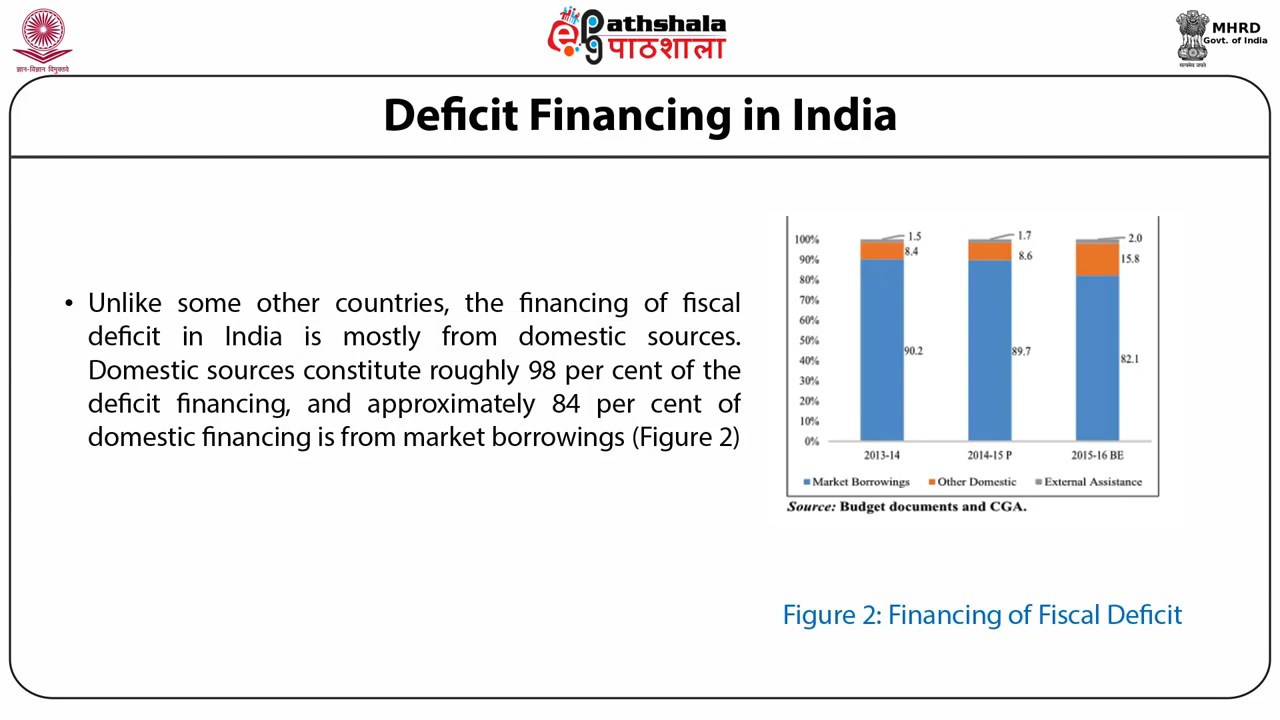 ज्ञान-विज्ञान विमुक्तये
ePG Pathshala
पाठशाला
सत्यमेव जयते
MHRD
Govt. of India
Deficit Financing in India
• Unlike some other countries, the financing of fiscal
deficit in India is mostly from domestic sources.
Domestic sources constitute roughly 98 per cent of the
deficit financing, and approximately 84 per cent of
domestic financing is from market borrowings (Figure 2)
100%
90%
80%
70%
60%
50%
40%
30%
20%
10%
0%
1.5
8.4
90.2
1.7
8.6
89.7
2.0
15.8
82.1
2013-14
2014-15 P
2015-16 BE
Market Borrowings
Other Domestic
External Assistance
Source: Budget documents and CGA.
Figure 2: Financing of Fiscal Deficit